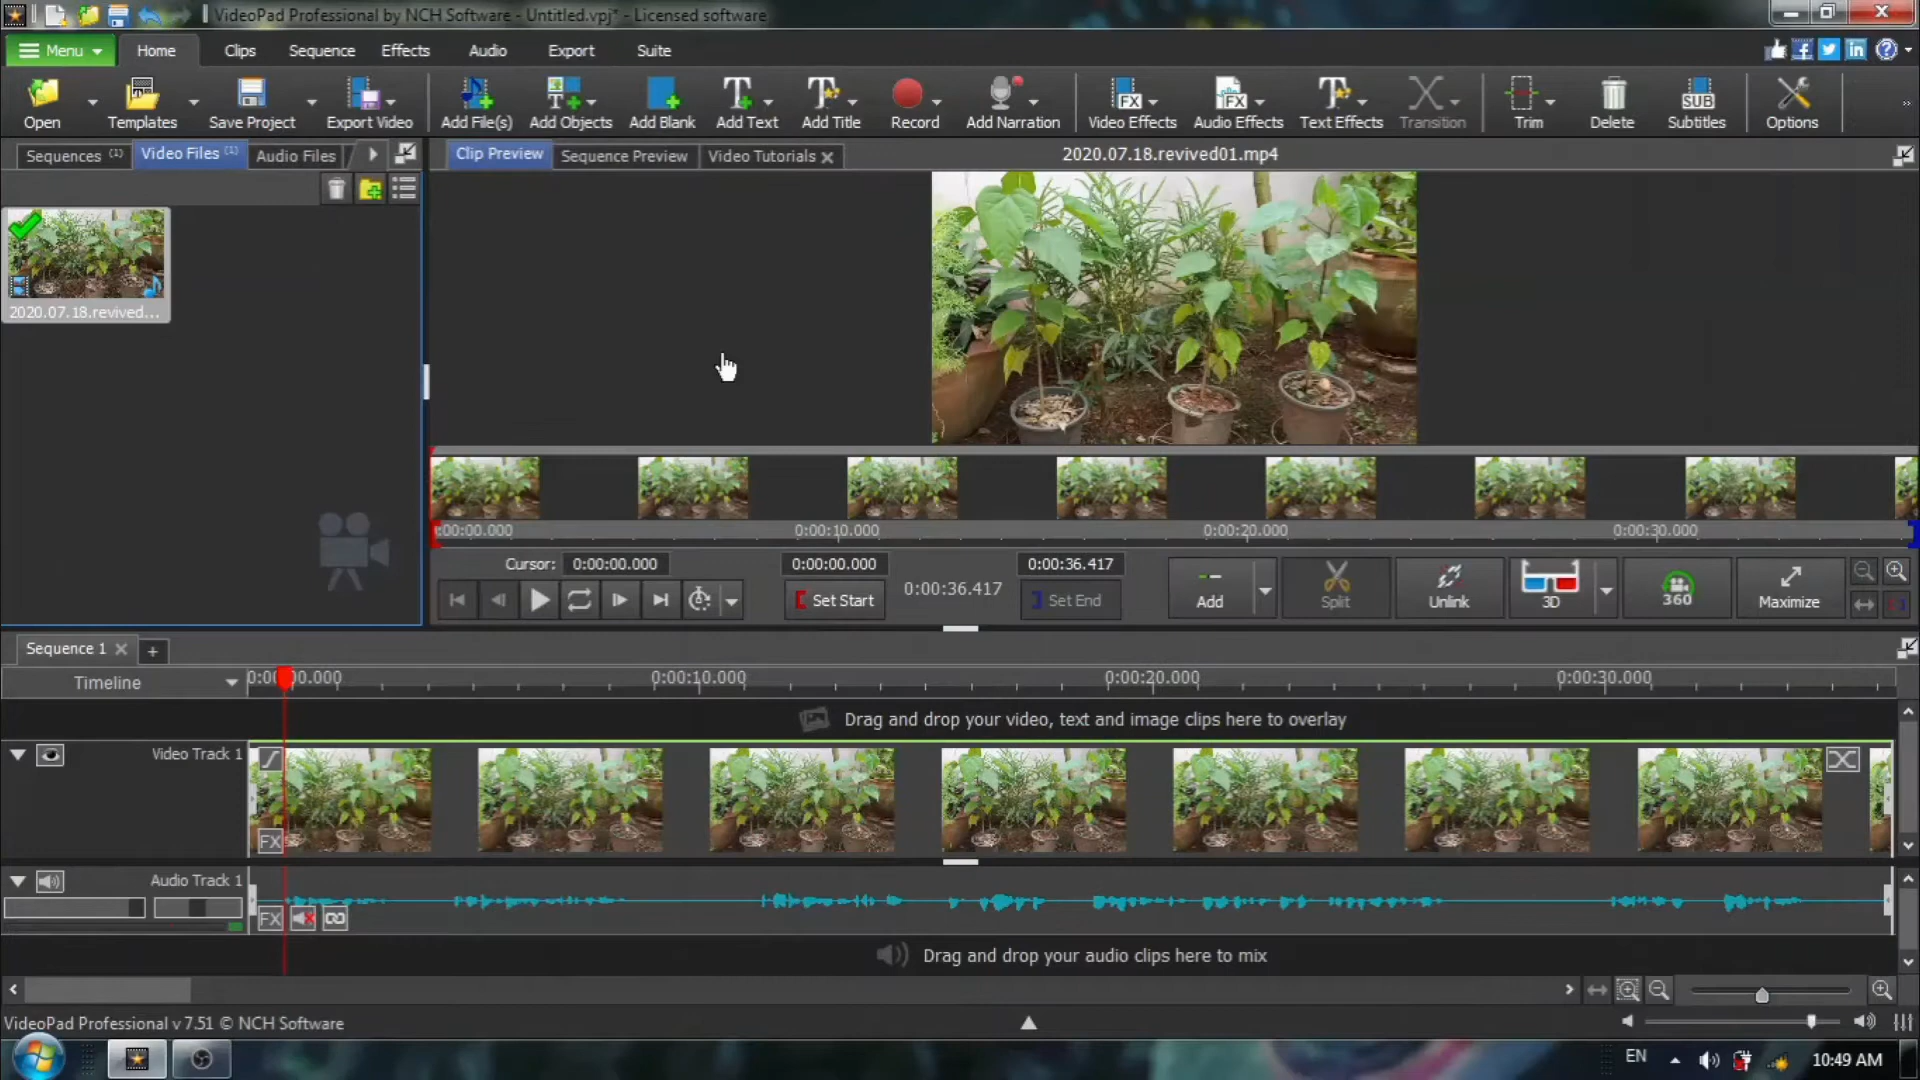 VideoPad Professional by NCH Software - Untitled.vpj* - Licensed software
Menu Home Clips Sequence Effects Audio Export Suite
Open Templates Save Project Export Video Add File(s) Add Objects Add Blank Add Text Add Title Record Add Narration Video Effects Audio Effects Text Effects Transition Trim Delete Subtitles Options
Sequences (1) Video Files (1) Audio Files
Clip Preview Sequence Preview Video Tutorials 2020.07.18.revived01.mp4
2020.07.18.revived...
0:00:00.000 0:00:10.000 0:00:20.000 0:00:30.000
Cursor: 0:00:00.000 0:00:00.000 0:00:36.417
Set Start 0:00:36.417 Set End
Add Split Unlink 3D 360 Maximize
Sequence 1
Timeline 0:00:10.000 0:00:20.000 0:00:30.000
Drag and drop your video, text and image clips here to overlay
Video Track 1
FX
Audio Track 1
FX
Drag and drop your audio clips here to mix
VideoPad Professional v 7.51 © NCH Software
EN 10:49 AM